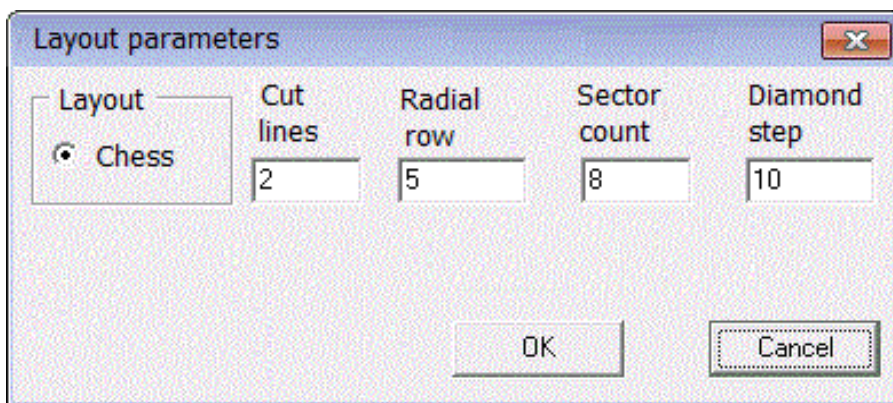 Layout parameters
Layout
Chess
Cut
lines
2
Radial
row
5
Sector
count
8
Diamond
step
10
OK
Cancel